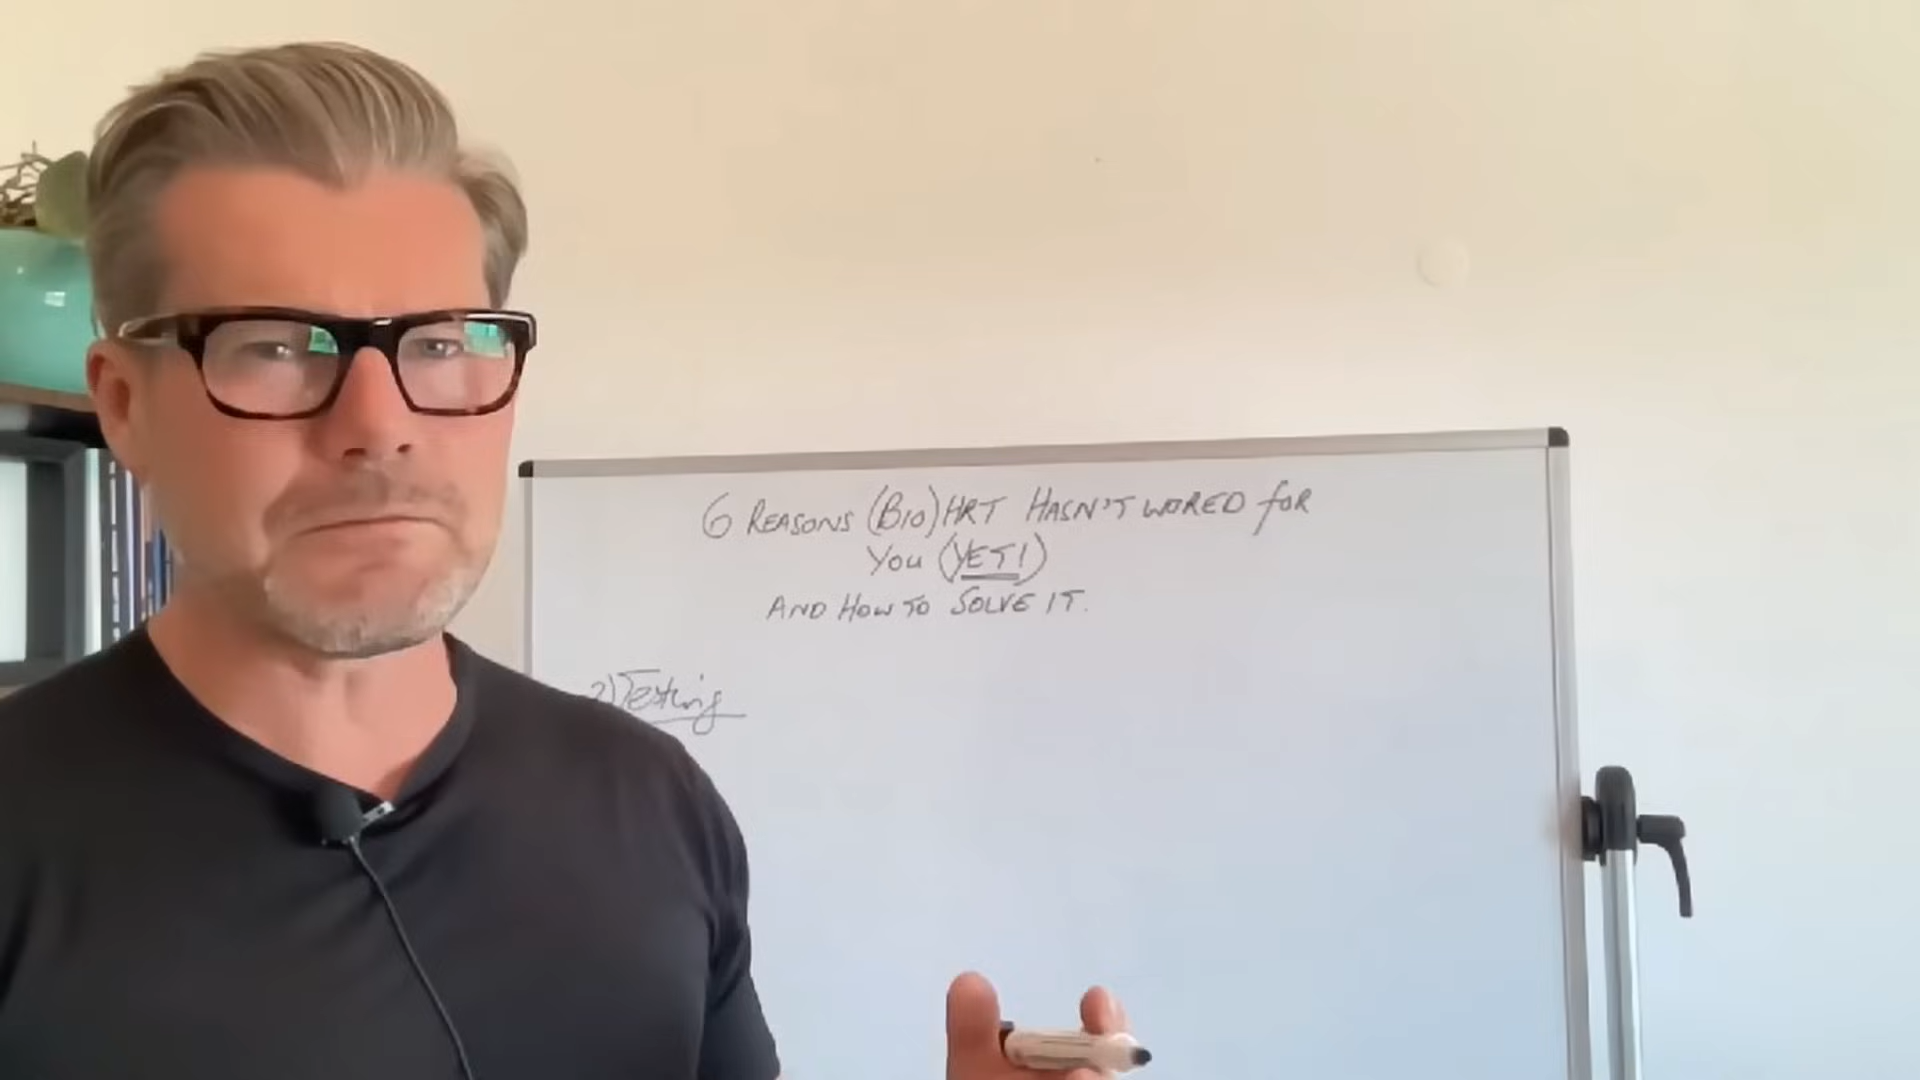 6 REASONS (BIO)HRT HASN'T WORED FOR
YOU (YET!)
AND HOW TO SOLVE IT.
2) Testing